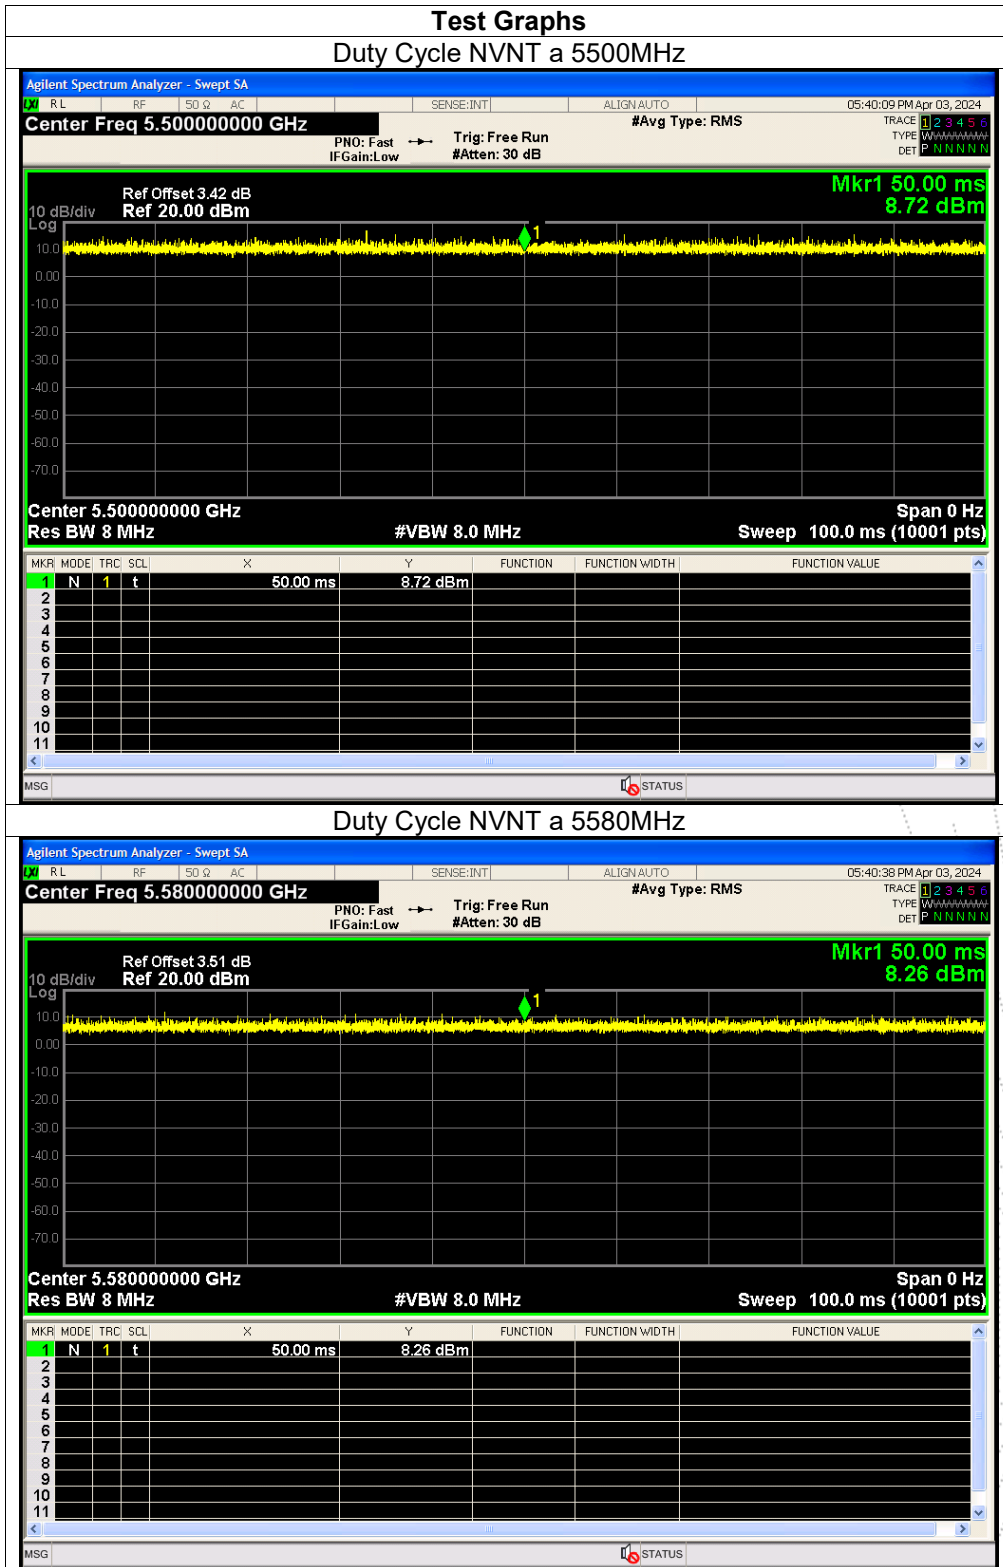 Test Graphs
Duty Cycle NVNT a 5500MHz
Agilent Spectrum Analyzer - Swept SA
LXI RL RF 50 Ω AC SENSE:INT ALIGN AUTO 05:40:09 PM Apr 03, 2024
Center Freq 5.500000000 GHz #Avg Type: RMS TRACE 1 2 3 4 5 6
PNO: Fast Trig: Free Run TYPE WWWWWW
IFGain:Low #Atten: 30 dB DET P N N N N N
Mkr1 50.00 ms
Ref Offset 3.42 dB
10 dB/div Ref 20.00 dBm 8.72 dBm
Log
1
10.0
0.00
-10.0
-20.0
-30.0
-40.0
-50.0
-60.0
-70.0
Center 5.500000000 GHz Span 0 Hz
Res BW 8 MHz #VBW 8.0 MHz Sweep 100.0 ms (10001 pts)
MKR MODE TRC SCL X Y FUNCTION FUNCTION WIDTH FUNCTION VALUE
1 N 1 t 50.00 ms 8.72 dBm
2
3
4
5
6
7
8
9
10
11
MSG STATUS
Duty Cycle NVNT a 5580MHz
Agilent Spectrum Analyzer - Swept SA
LXI RL RF 50 Ω AC SENSE:INT ALIGN AUTO 05:40:38 PM Apr 03, 2024
Center Freq 5.580000000 GHz #Avg Type: RMS TRACE 1 2 3 4 5 6
PNO: Fast Trig: Free Run TYPE WWWWWW
IFGain:Low #Atten: 30 dB DET P N N N N N
Mkr1 50.00 ms
Ref Offset 3.51 dB
10 dB/div Ref 20.00 dBm 8.26 dBm
Log
1
10.0
0.00
-10.0
-20.0
-30.0
-40.0
-50.0
-60.0
-70.0
Center 5.580000000 GHz Span 0 Hz
Res BW 8 MHz #VBW 8.0 MHz Sweep 100.0 ms (10001 pts)
MKR MODE TRC SCL X Y FUNCTION FUNCTION WIDTH FUNCTION VALUE
1 N 1 t 50.00 ms 8.26 dBm
2
3
4
5
6
7
8
9
10
11
MSG STATUS